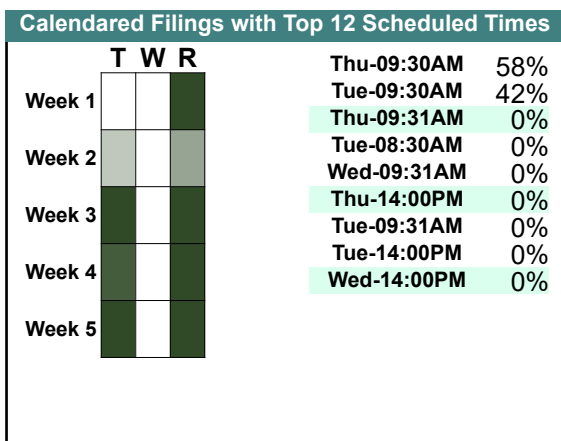 Calendared Filings with Top 12 Scheduled Times
T W R
Week 1
Week 2
Week 3
Week 4
Week 5
Thu-09:30AM 58%
Tue-09:30AM 42%
Thu-09:31AM 0%
Tue-08:30AM 0%
Wed-09:31AM 0%
Thu-14:00PM 0%
Tue-09:31AM 0%
Tue-14:00PM 0%
Wed-14:00PM 0%